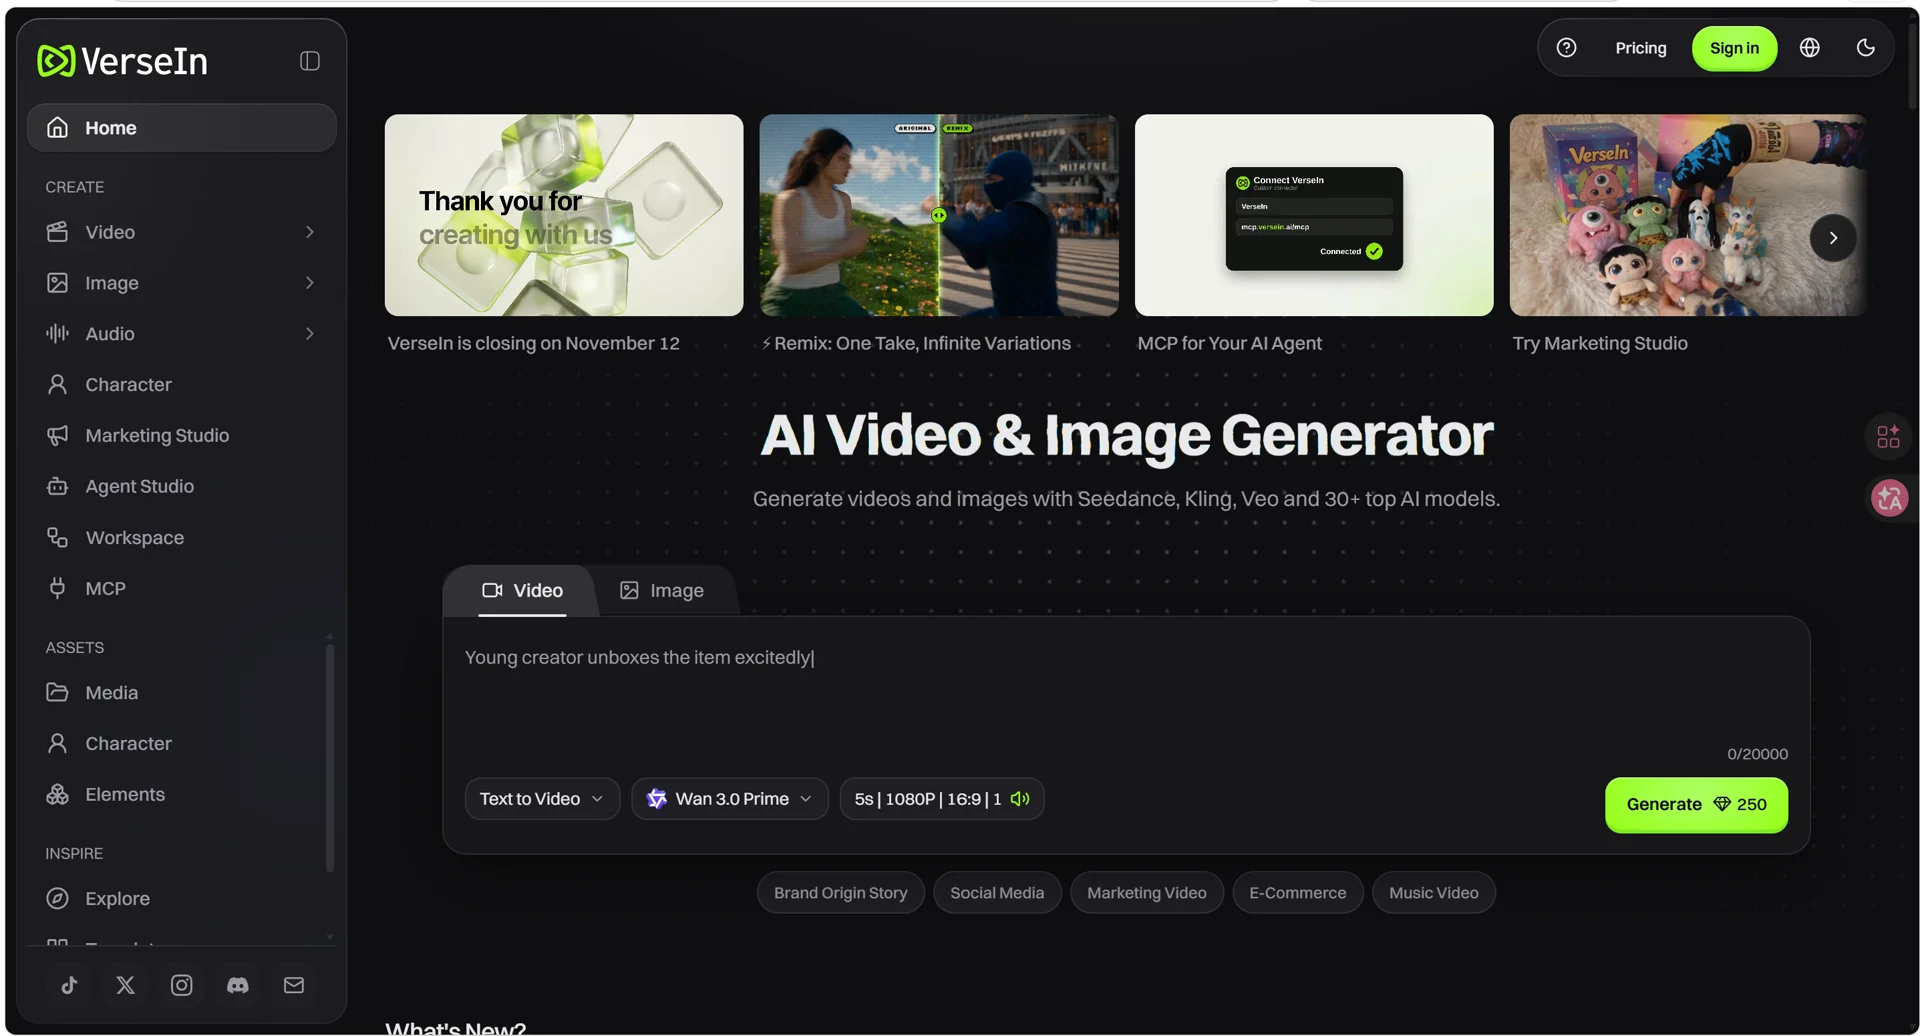 VerseIn
Home
CREATE
Video
Image
Audio
Character
Marketing Studio
Agent Studio
Workspace
MCP
ASSETS
Media
Character
Elements
INSPIRE
Explore
Pricing
Sign in
Thank you for
creating with us
VerseIn is closing on November 12
ORIGINAL
REMIX
MITKENE
⚡Remix: One Take, Infinite Variations
Connect VerseIn
Custom connector
VerseIn
mcp.versein.ai/mcp
Connected
MCP for Your AI Agent
VerseIn
Try Marketing Studio
AI Video & Image Generator
Generate videos and images with Seedance, Kling, Veo and 30+ top AI models.
Video
Image
Young creator unboxes the item excitedly|
0/20000
Text to Video
Wan 3.0 Prime
5s | 1080P | 16:9 | 1
Generate 250
Brand Origin Story
Social Media
Marketing Video
E-Commerce
Music Video
What's New?